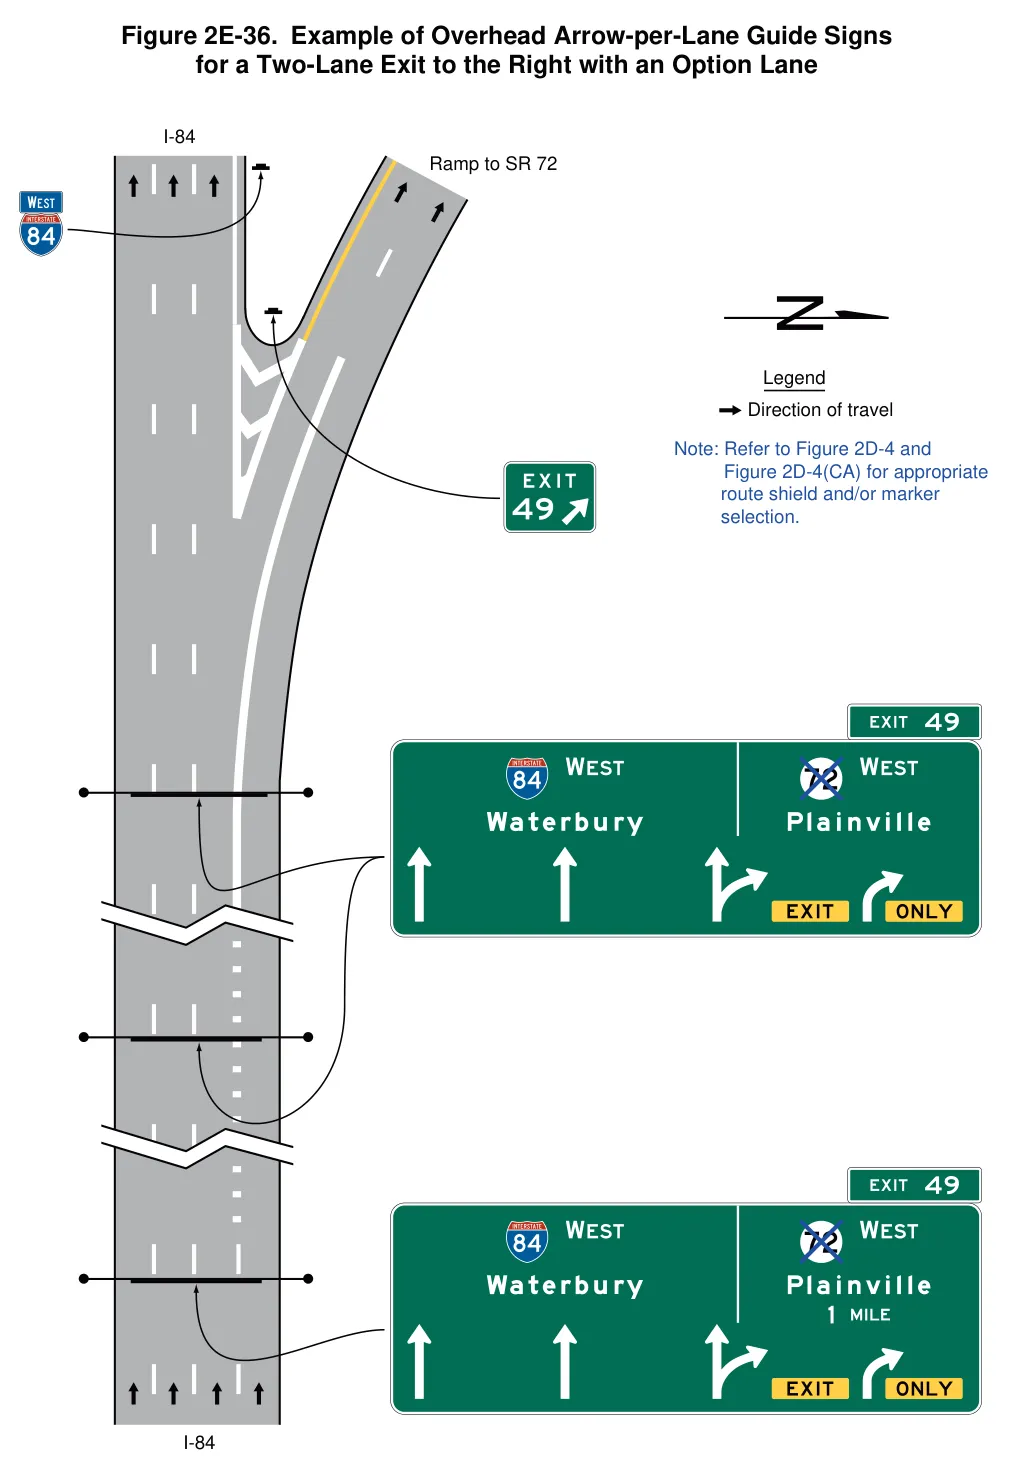 Figure 2E-36. Example of Overhead Arrow-per-Lane Guide Signs
for a Two-Lane Exit to the Right with an Option Lane
I-84
Ramp to SR 72
WEST
INTERSTATE
84
N
Legend
Direction of travel
Note: Refer to Figure 2D-4 and
Figure 2D-4(CA) for appropriate
route shield and/or marker
selection.
EXIT
49
EXIT 49
INTERSTATE
84 WEST
72 WEST
Waterbury
Plainville
EXIT
ONLY
EXIT 49
INTERSTATE
84 WEST
72 WEST
Waterbury
Plainville
1 MILE
EXIT
ONLY
I-84